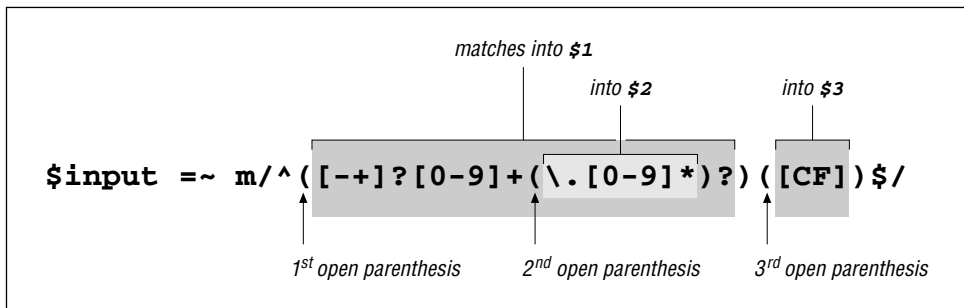 matches into $1
into $2 into $3
$input =~ m/^([-+]?[0-9]+(\.[0-9]*)?)([CF])$/
1st open parenthesis 2nd open parenthesis 3rd open parenthesis